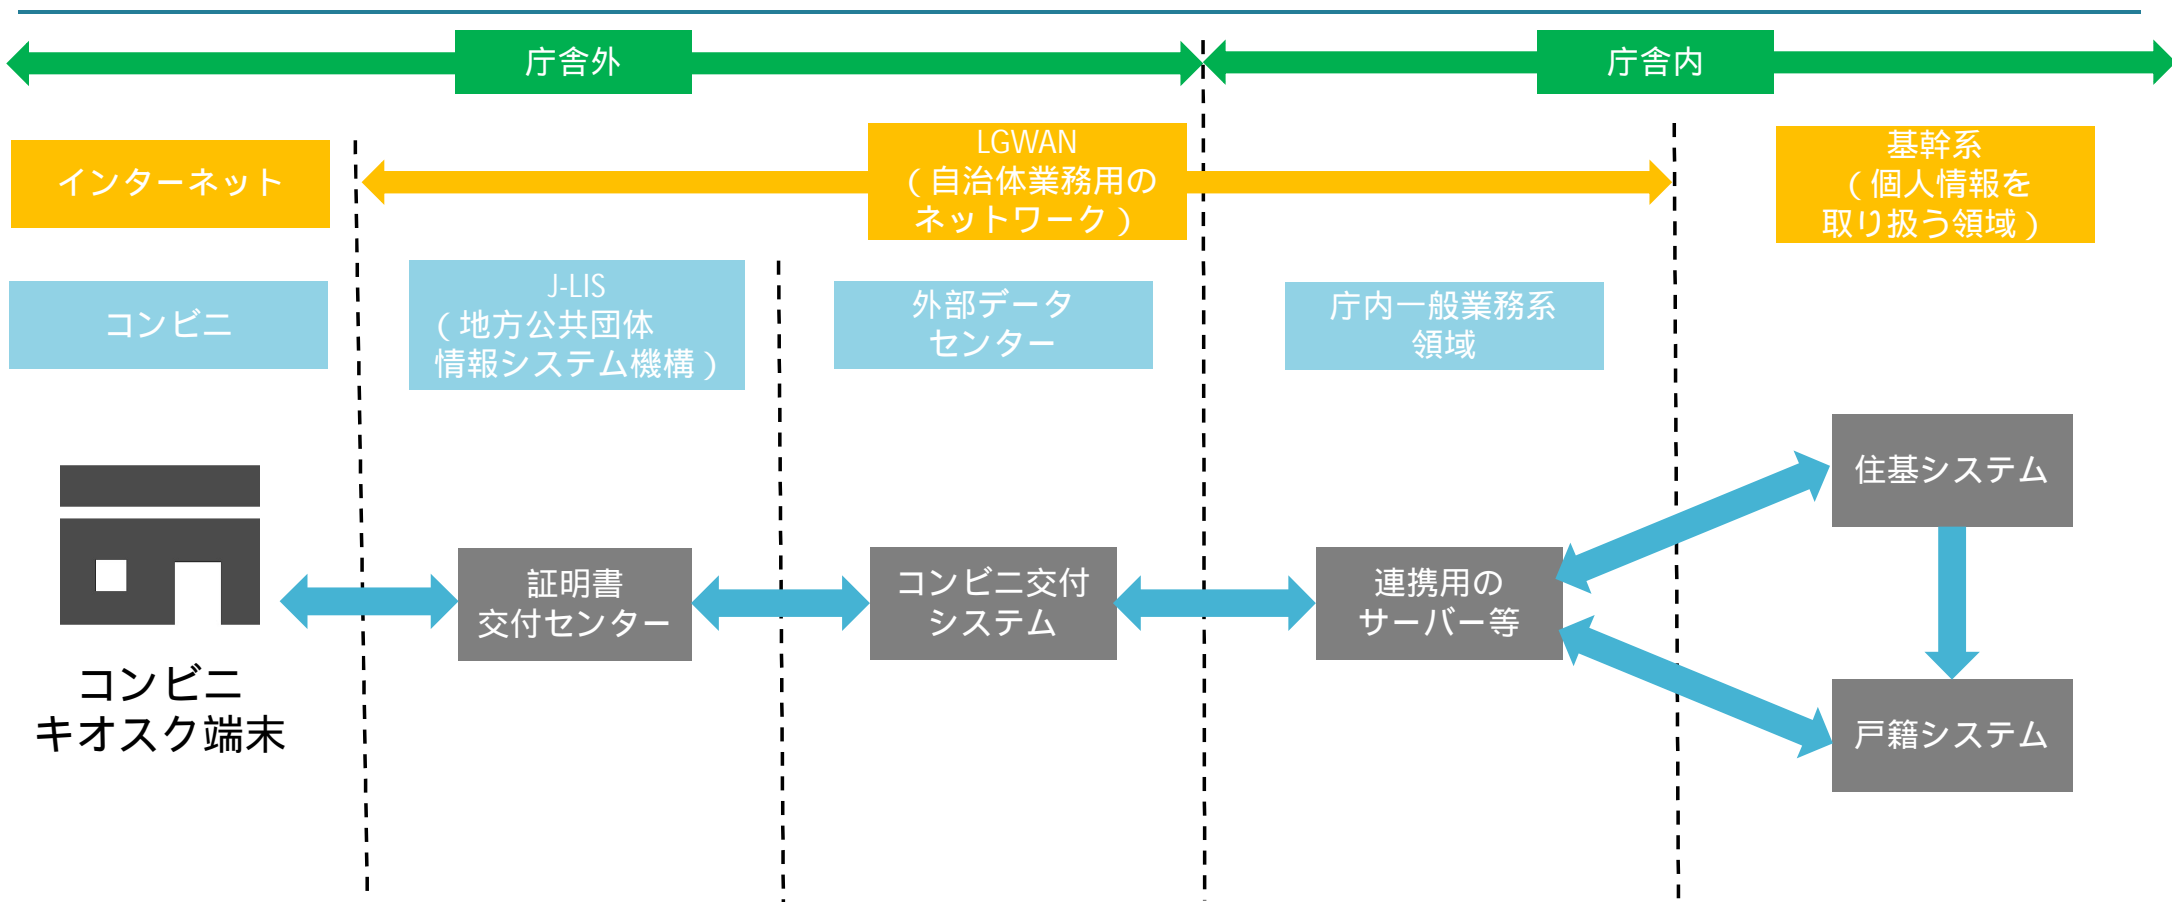 庁舎外
庁舎内
インターネット
LGWAN
(自治体業務用の
ネットワーク)
基幹系
(個人情報を
取り扱う領域)
コンビニ
J-LIS
(地方公共団体
情報システム機構)
外部データ
センター
庁内一般業務系
領域
コンビニ
キオスク端末
証明書
交付センター
コンビニ交付
システム
連携用の
サーバー等
住基システム
戸籍システム